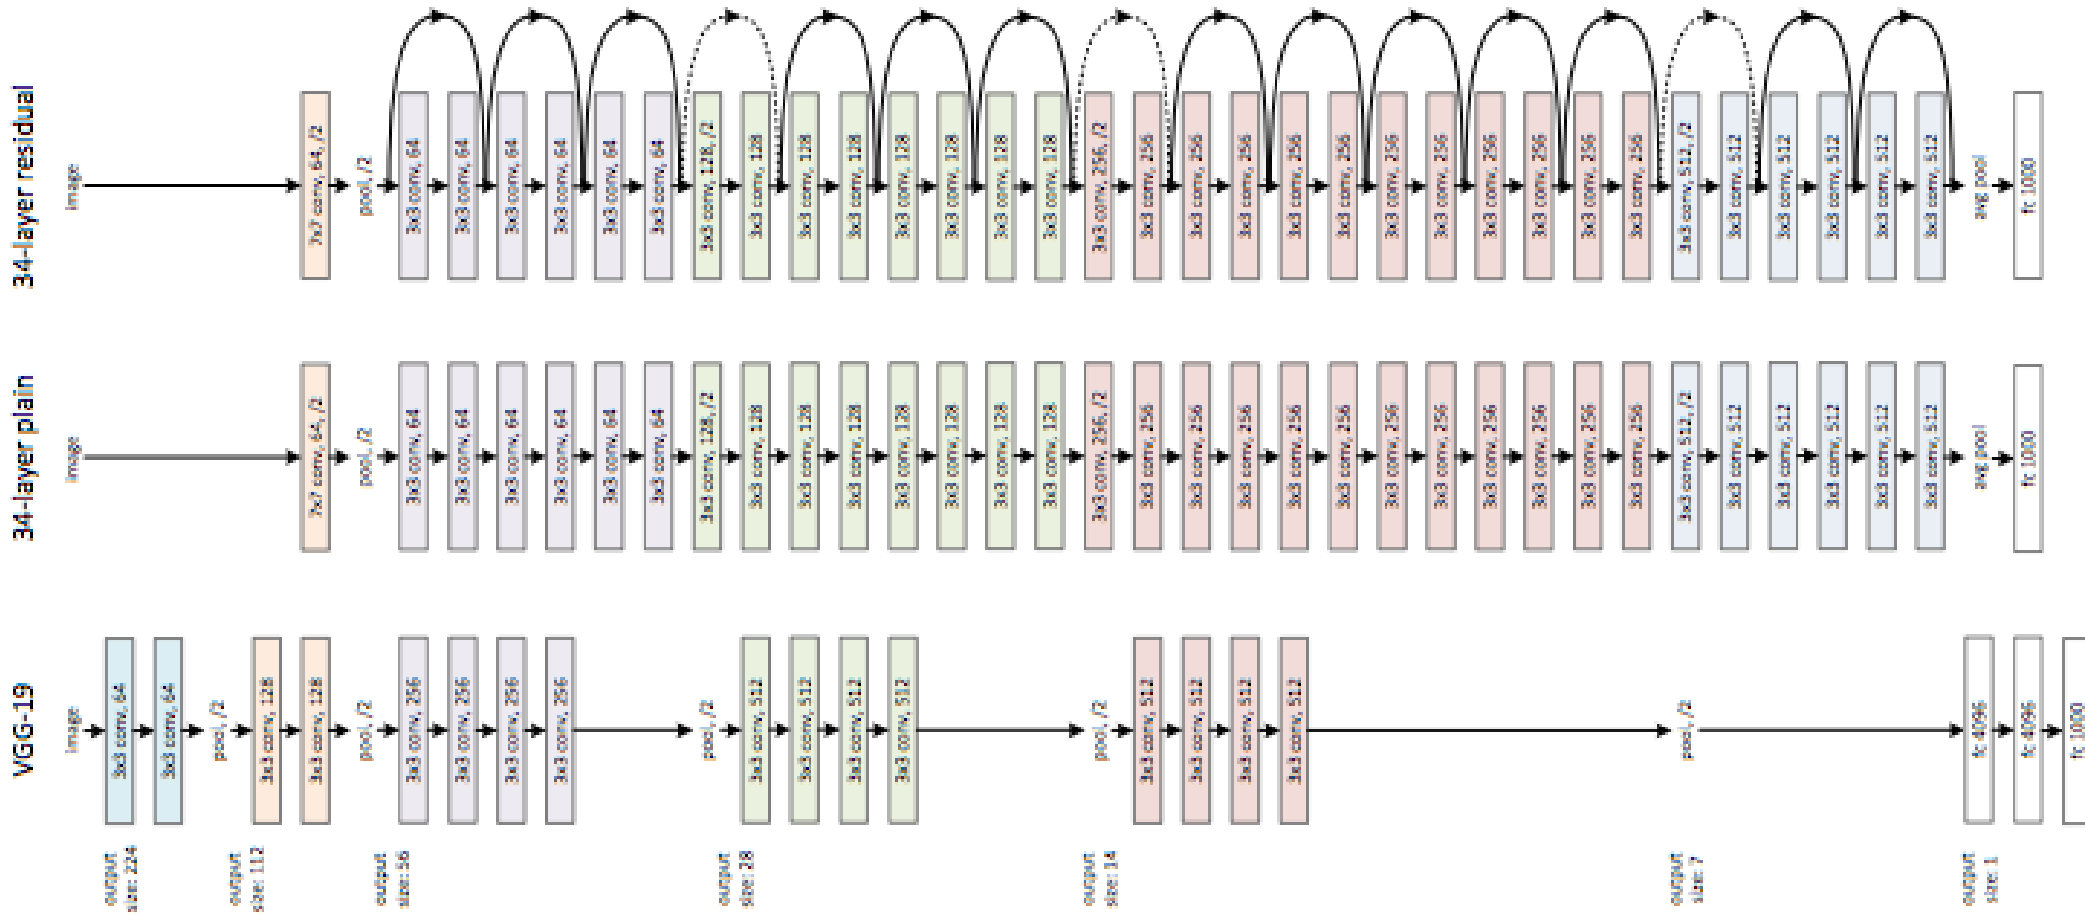 VGG-19
34-layer plain
34-layer residual
output
size: 224
output
size: 112
output
size: 56
output
size: 28
output
size: 14
output
size: 7
output
size: 1
image
3x3 conv, 64
3x3 conv, 64
pool, /2
3x3 conv, 128
3x3 conv, 128
pool, /2
3x3 conv, 256
3x3 conv, 256
3x3 conv, 256
3x3 conv, 256
pool, /2
3x3 conv, 512
3x3 conv, 512
3x3 conv, 512
3x3 conv, 512
pool, /2
3x3 conv, 512
3x3 conv, 512
3x3 conv, 512
3x3 conv, 512
pool, /2
fc 4096
fc 4096
fc 1000
image
7x7 conv, 64, /2
pool, /2
3x3 conv, 64
3x3 conv, 64
3x3 conv, 64
3x3 conv, 64
3x3 conv, 64
3x3 conv, 64
3x3 conv, 128, /2
3x3 conv, 128
3x3 conv, 128
3x3 conv, 128
3x3 conv, 128
3x3 conv, 128
3x3 conv, 128
3x3 conv, 128
3x3 conv, 256, /2
3x3 conv, 256
3x3 conv, 256
3x3 conv, 256
3x3 conv, 256
3x3 conv, 256
3x3 conv, 256
3x3 conv, 256
3x3 conv, 256
3x3 conv, 256
3x3 conv, 256
3x3 conv, 256
3x3 conv, 512, /2
3x3 conv, 512
3x3 conv, 512
3x3 conv, 512
3x3 conv, 512
3x3 conv, 512
avg pool
fc 1000
image
7x7 conv, 64, /2
pool, /2
3x3 conv, 64
3x3 conv, 64
3x3 conv, 64
3x3 conv, 64
3x3 conv, 64
3x3 conv, 64
3x3 conv, 128, /2
3x3 conv, 128
3x3 conv, 128
3x3 conv, 128
3x3 conv, 128
3x3 conv, 128
3x3 conv, 128
3x3 conv, 128
3x3 conv, 256, /2
3x3 conv, 256
3x3 conv, 256
3x3 conv, 256
3x3 conv, 256
3x3 conv, 256
3x3 conv, 256
3x3 conv, 256
3x3 conv, 256
3x3 conv, 256
3x3 conv, 256
3x3 conv, 256
3x3 conv, 512, /2
3x3 conv, 512
3x3 conv, 512
3x3 conv, 512
3x3 conv, 512
3x3 conv, 512
avg pool
fc 1000